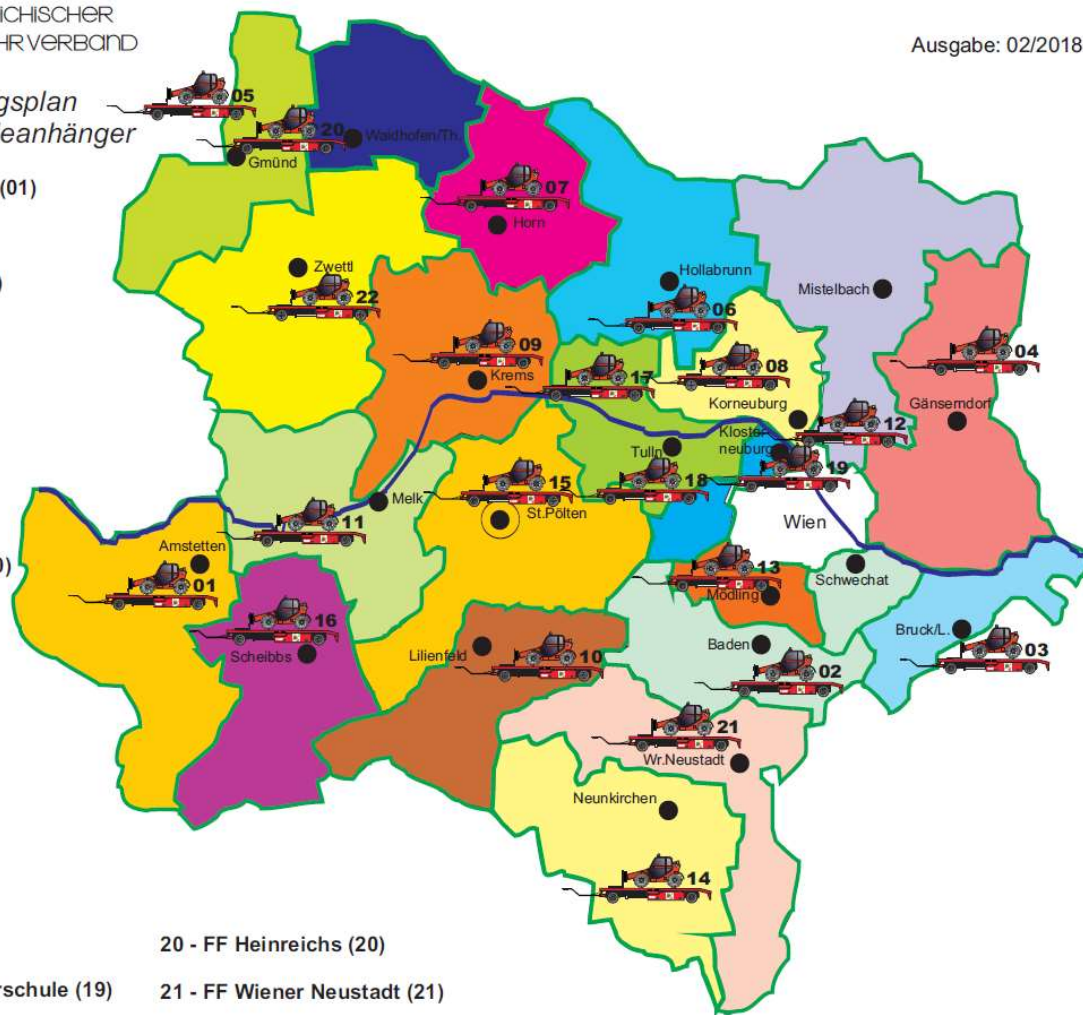 ICHISCHER
HRVERBAND
Ausgabe: 02/2018
gsplan
eanhänger
(01)
)
05
20
Waidhofen/Th.
Gmünd
07
Horn
Zwettl
22
Hollabrunn
06
Mistelbach
09
Krems
17
08
Korneuburg
04
Gänserndorf
12
Kloster-
neuburg
19
Tulln
18
15
St.Pölten
Melk
11
Wien
Amstetten
01
0)
16
Scheibbs
13
Mödling
Schwechat
Lilienfeld
10
Baden
02
Bruck/L.
03
21
Wr.Neustadt
Neunkirchen
14
20 - FF Heinreichs (20)
rschule (19)
21 - FF Wiener Neustadt (21)